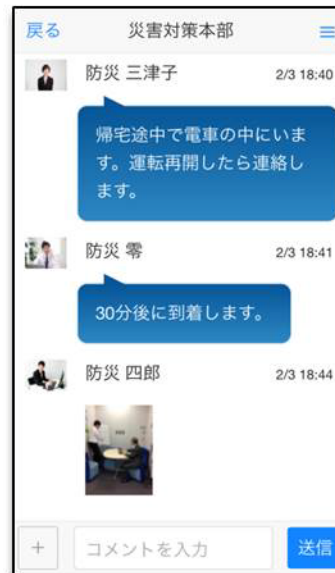 戻る 災害対策本部
防災 三津子 2/3 18:40
帰宅途中で電車の中にいま
す。運転再開したら連絡し
ます。
防災 零 2/3 18:41
30分後に到着します。
防災 四郎 2/3 18:44
+ コメントを入力 送信